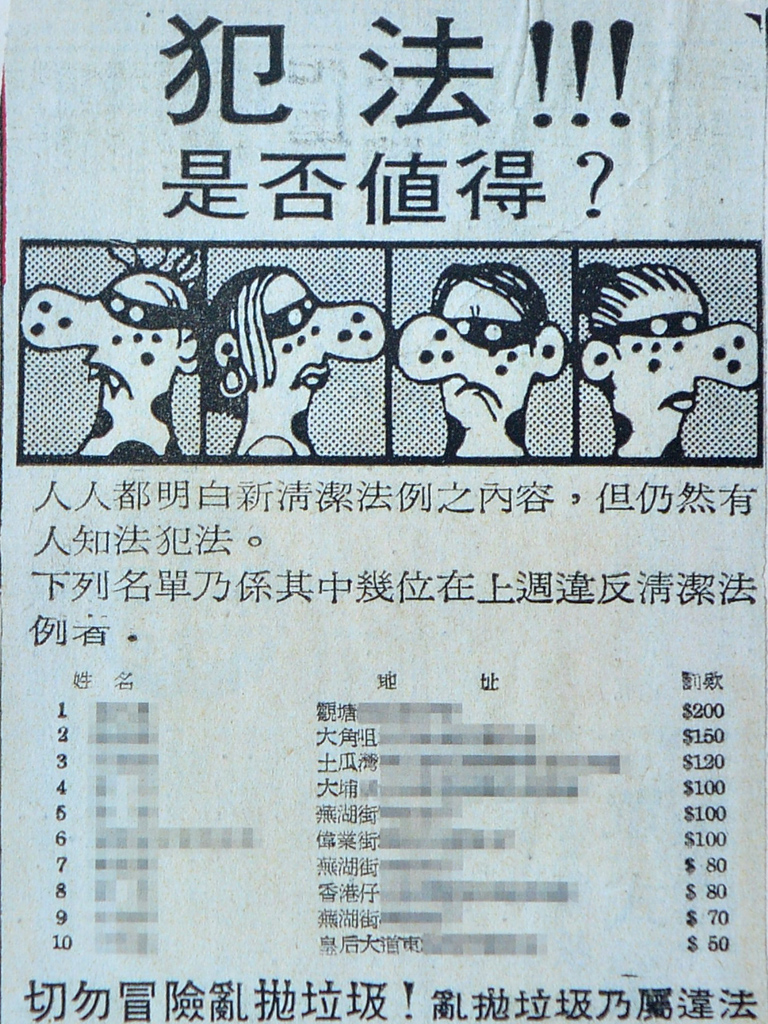 犯法!!!
是否值得？
人人都明白新清潔法例之內容，但仍然有
人知法犯法。
下列名單乃係其中幾位在上週違反清潔法
例者．
姓 名 地 址 罰款
1 觀塘 $200
2 大角咀 $150
3 土瓜灣 $120
4 大埔 $100
5 蕪湖街 $100
6 偉業街 $100
7 蕪湖街 $ 80
8 香港仔 $ 80
9 蕪湖街 $ 70
10 皇后大道東 $ 50
切勿冒險亂拋垃圾！亂拋垃圾乃屬違法